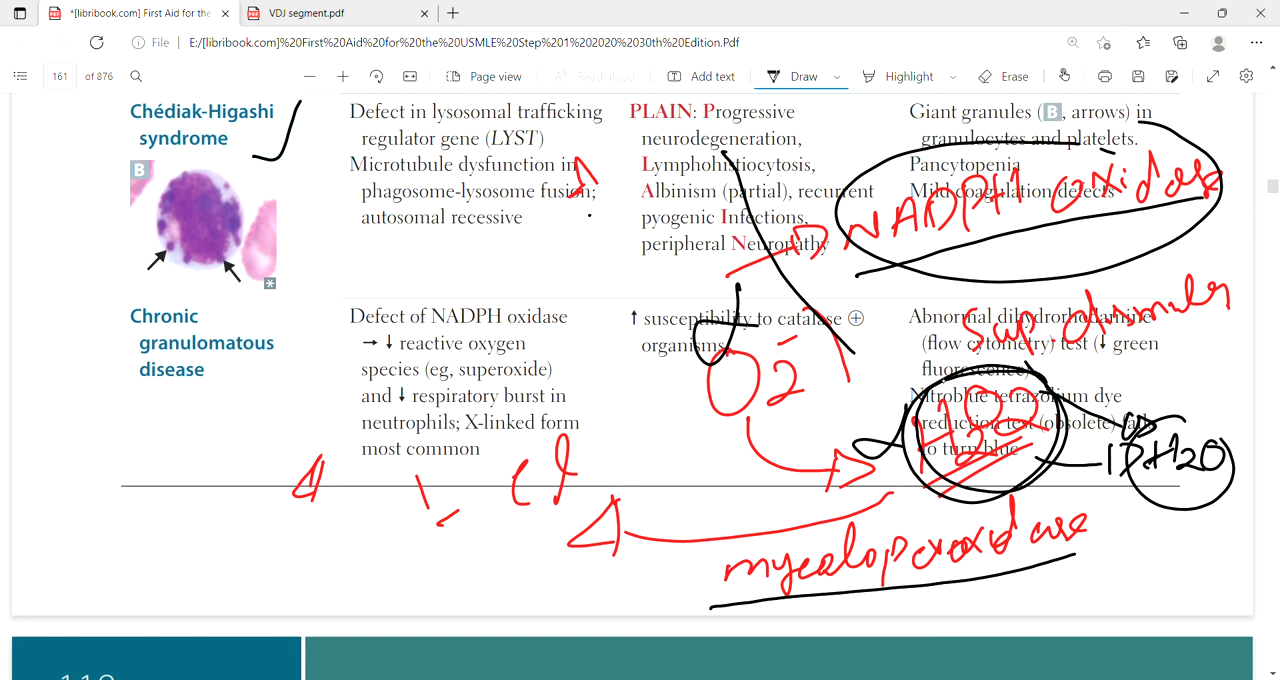 *[libribook.com] First Aid for the
VDJ segment.pdf
File
E:/[libribook.com]%20First%20Aid%20for%20the%20USMLE%20Step%201%202020%2030th%20Edition.Pdf
161 of 876
Page view
Read aloud
Add text
Draw
Highlight
Erase
Chédiak-Higashi
syndrome
B
*
Defect in lysosomal trafficking
regulator gene (LYST)
Microtubule dysfunction in
phagosome-lysosome fusion;
autosomal recessive
PLAIN: Progressive
neurodegeneration,
Lymphohistiocytosis,
Albinism (partial), recurrent
pyogenic Infections,
peripheral Neuropathy
Giant granules (B, arrows) in
granulocytes and platelets.
Pancytopenia
Mild coagulation defects
NADPH oxidase
Chronic
granulomatous
disease
Defect of NADPH oxidase
→ ↓ reactive oxygen
species (eg, superoxide)
and ↓ respiratory burst in
neutrophils; X-linked form
most common
↑ susceptibility to catalase ⊕
organisms
Abnormal dihydrorhodamine
(flow cytometry) test (↓ green
fluorescence)
Nitroblue tetrazolium dye
reduction test (obsolete) fails
to turn blue
O2-
H2O2
H2O